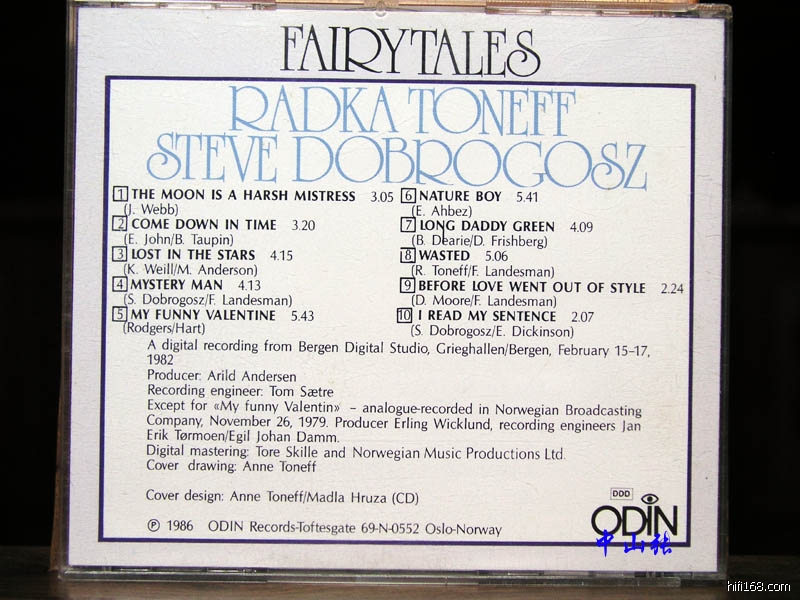 FAIRYTALES
RADKA TONEFF
STEVE DOBROGOSZ
1 THE MOON IS A HARSH MISTRESS 3.05
(J. Webb)
2 COME DOWN IN TIME 3.20
(E. John/B. Taupin)
3 LOST IN THE STARS 4.15
(K. Weill/M. Anderson)
4 MYSTERY MAN 4.13
(S. Dobrogosz/F. Landesman)
5 MY FUNNY VALENTINE 5.43
(Rodgers/Hart)
6 NATURE BOY 5.41
(E. Ahbez)
7 LONG DADDY GREEN 4.09
(B. Dearie/D. Frishberg)
8 WASTED 5.06
(R. Toneff/F. Landesman)
9 BEFORE LOVE WENT OUT OF STYLE 2.24
(D. Moore/F. Landesman)
10 I READ MY SENTENCE 2.07
(S. Dobrogosz/E. Dickinson)
A digital recording from Bergen Digital Studio, Grieghallen/Bergen, February 15-17,
1982
Producer: Arild Andersen
Recording engineer: Tom Sætre
Except for «My funny Valentin» – analogue-recorded in Norwegian Broadcasting
Company, November 26, 1979. Producer Erling Wicklund, recording engineers Jan
Erik Tørmoen/Egil Johan Damm.
Digital mastering: Tore Skille and Norwegian Music Productions Ltd.
Cover drawing: Anne Toneff
Cover design: Anne Toneff/Madla Hruza (CD)
℗ 1986 ODIN Records-Toftesgate 69-N-0552 Oslo-Norway
DDD
ODIN
中山张
hifi168.com